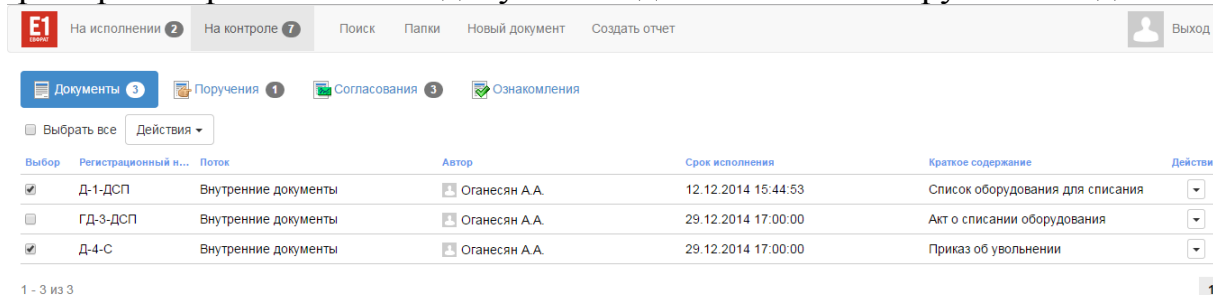 Е1 ЕВФРАТ На исполнении 2 На контроле 7 Поиск Папки Новый документ Создать отчет Выход
Документы 3 Поручения 1 Согласования 3 Ознакомления
Выбрать все Действия
Выбор Регистрационный н... Поток Автор Срок исполнения Краткое содержание Действи
Д-1-ДСП Внутренние документы Оганесян А.А. 12.12.2014 15:44:53 Список оборудования для списания
ГД-3-ДСП Внутренние документы Оганесян А.А. 29.12.2014 17:00:00 Акт о списании оборудования
Д-4-С Внутренние документы Оганесян А.А. 29.12.2014 17:00:00 Приказ об увольнении
1 - 3 из 3 1